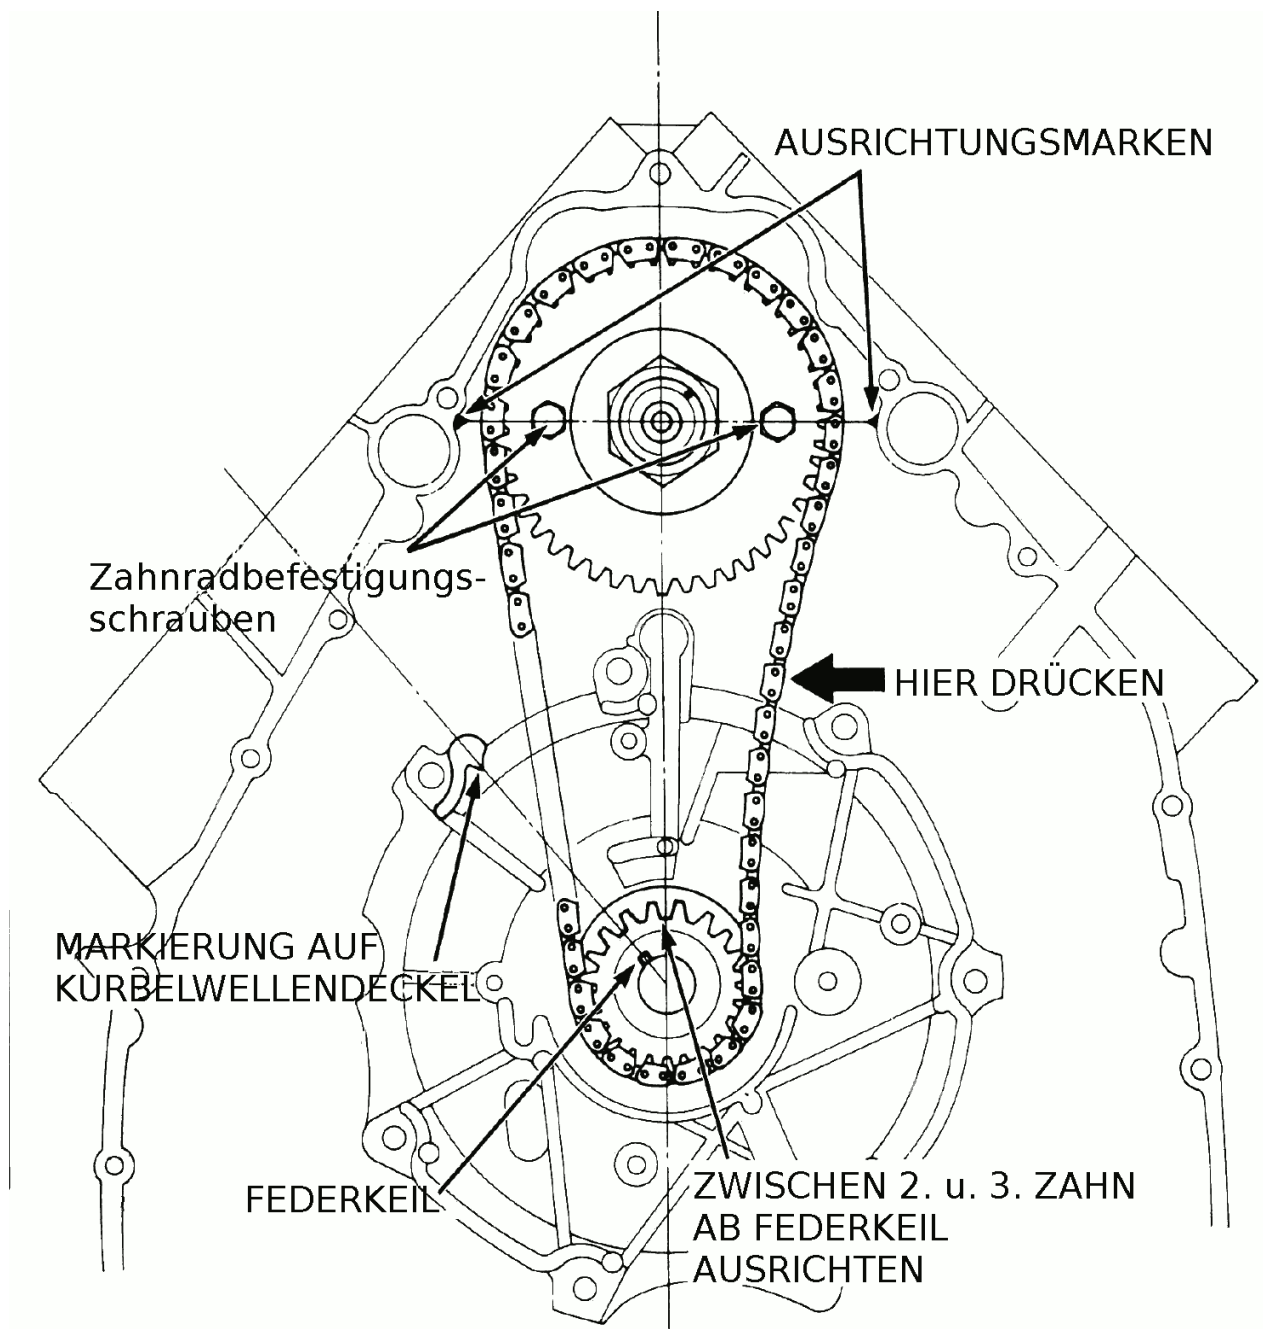 AUSRICHTUNGSMARKEN
Zahnradbefestigungs-
schrauben
HIER DRÜCKEN
MARKIERUNG AUF
KURBELWELLENDECKEL
FEDERKEIL
ZWISCHEN 2. u. 3. ZAHN
AB FEDERKEIL
AUSRICHTEN